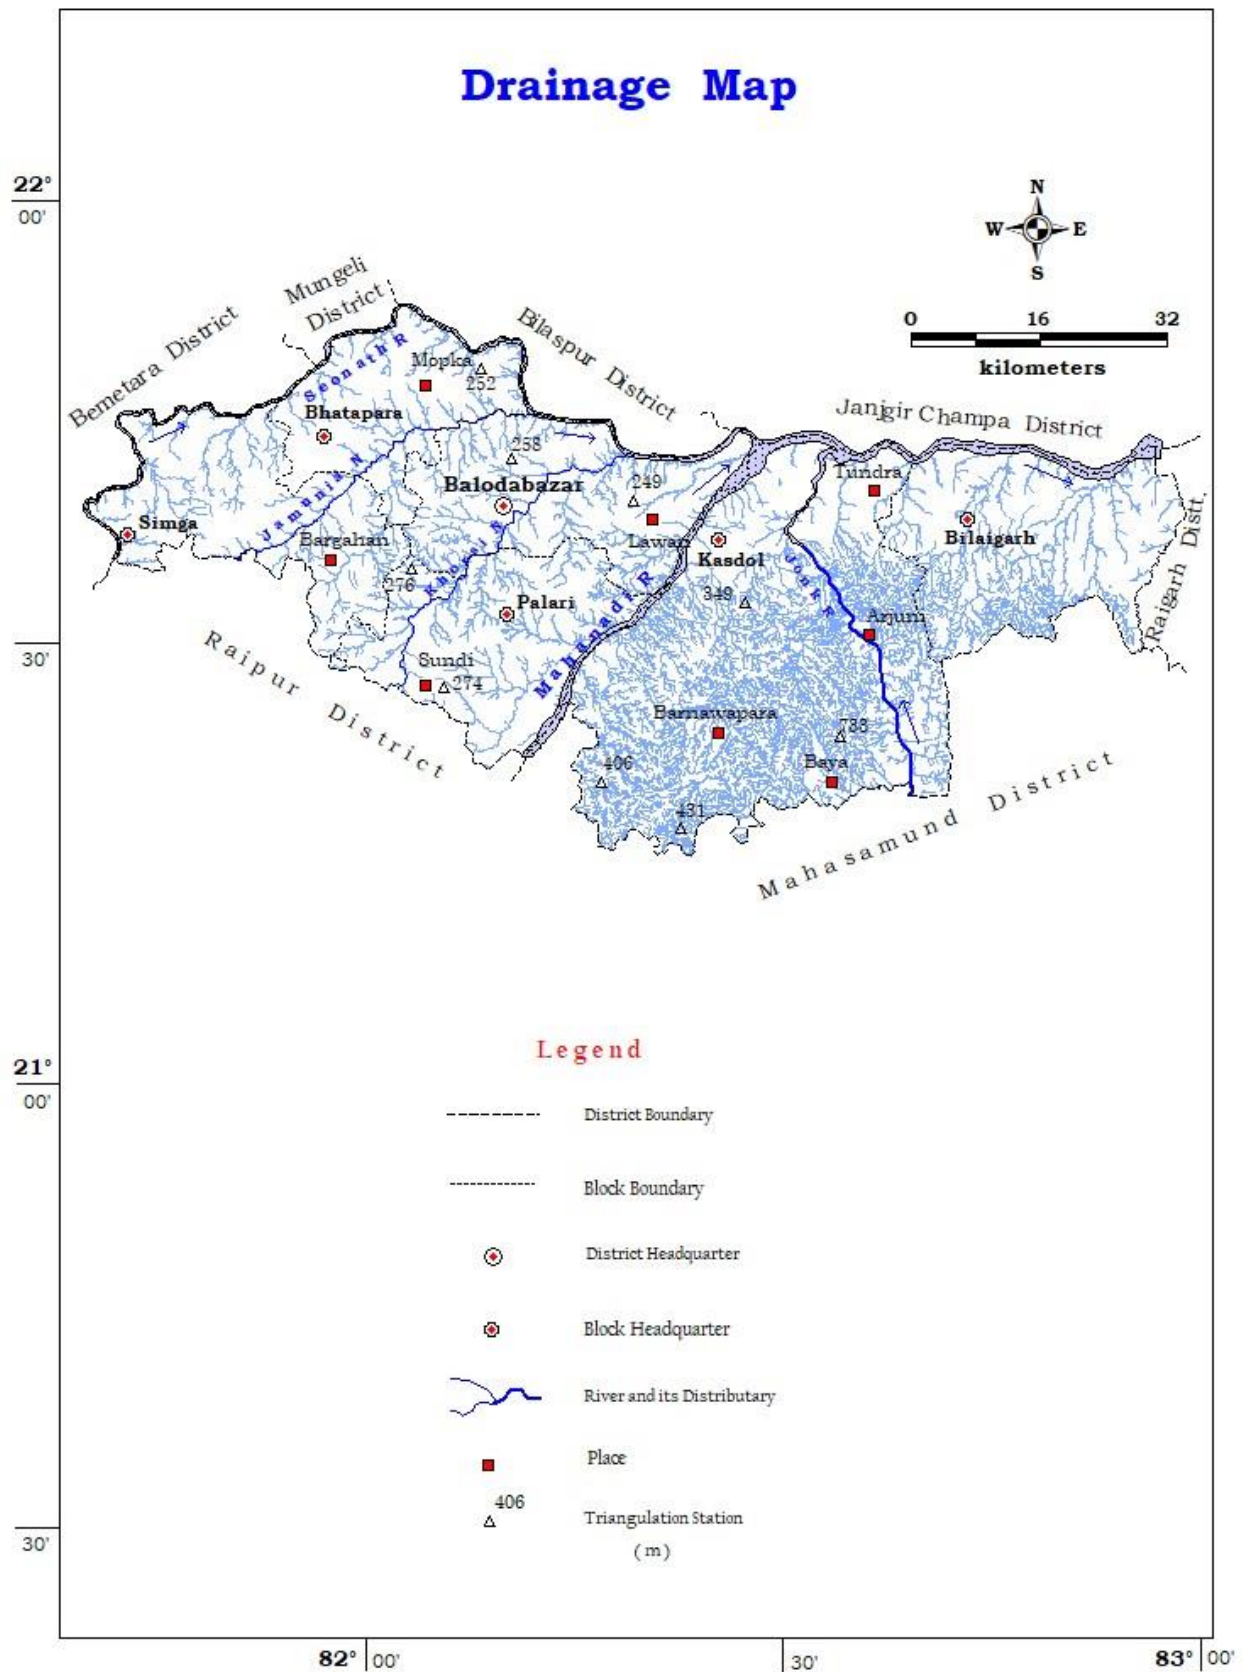 Drainage Map
22°
00'
N
W E
S
0 16 32
kilometers
Mungeli
District
Bemetara District
Bilaspur District
Janjgir Champa District
Seonath R
Mopka
252
Bhatapara
258
Jamunia N
Balodabazar
249
Tundra
Simga
Bargahan
Lawan
Kasdol
Bilaigarh
Raigarh Distt.
276
Khorsi N
Jonk R
349
Palari
Mahanadi R
Arjuni
30'
Raipur District
Sundi
274
Barnawapara
733
406
Baya
431
Mahasamund District
21°
00'
Legend
District Boundary
Block Boundary
District Headquarter
Block Headquarter
River and its Distributary
Place
406
Triangulation Station
( m )
30'
82° 00' 30' 83° 00'